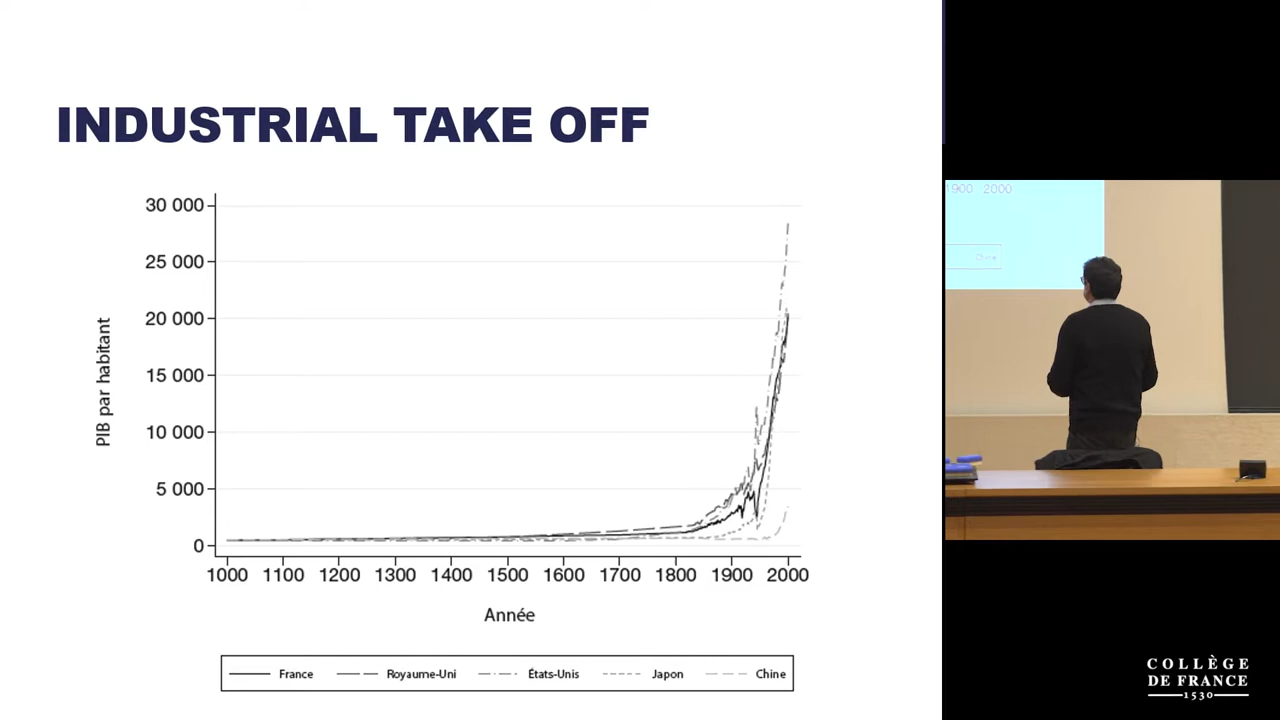 INDUSTRIAL TAKE OFF
30 000
25 000
20 000
15 000
10 000
5 000
0
PIB par habitant
1000 1100 1200 1300 1400 1500 1600 1700 1800 1900 2000
Année
France Royaume-Uni États-Unis Japon Chine
1900 2000
Chine
COLLÈGE
DE FRANCE
1530